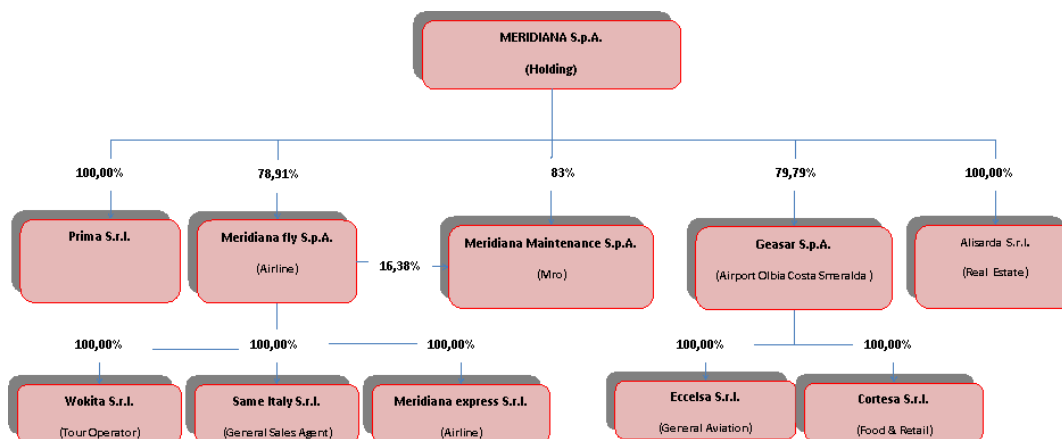 MERIDIANA S.p.A.
(Holding)
100,00%
78,91%
83%
79,79%
100,00%
Prima S.r.l.
Meridiana fly S.p.A.
(Airline)
16,38%
Meridiana Maintenance S.p.A.
(Mro)
Geasar S.p.A.
(Airport Olbia Costa Smeralda)
Alisarda S.r.l.
(Real Estate)
100,00%
100,00%
100,00%
100,00%
100,00%
Wokita S.r.l.
(Tour Operator)
Same Italy S.r.l.
(General Sales Agent)
Meridiana express S.r.l.
(Airline)
Eccelsa S.r.l.
(General Aviation)
Cortesa S.r.l.
(Food & Retail)